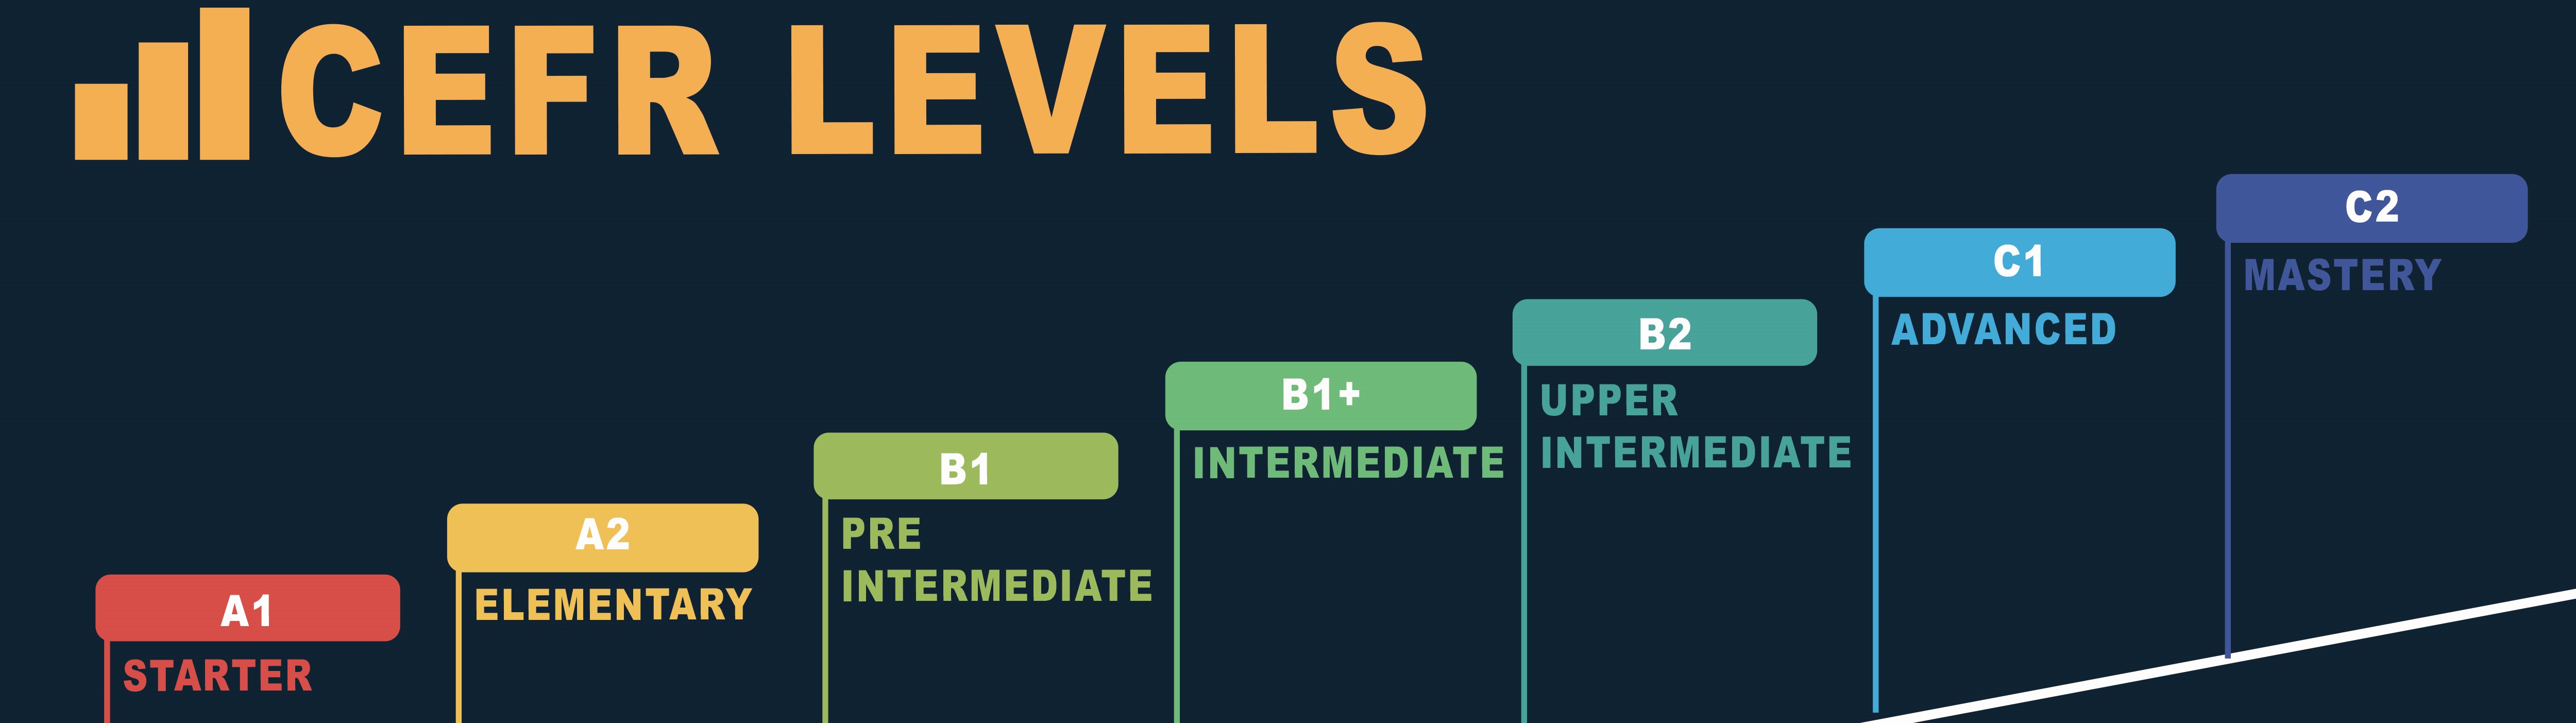 CEFR LEVELS
A1
STARTER
A2
ELEMENTARY
B1
PRE
INTERMEDIATE
B1+
INTERMEDIATE
B2
UPPER
INTERMEDIATE
C1
ADVANCED
C2
MASTERY